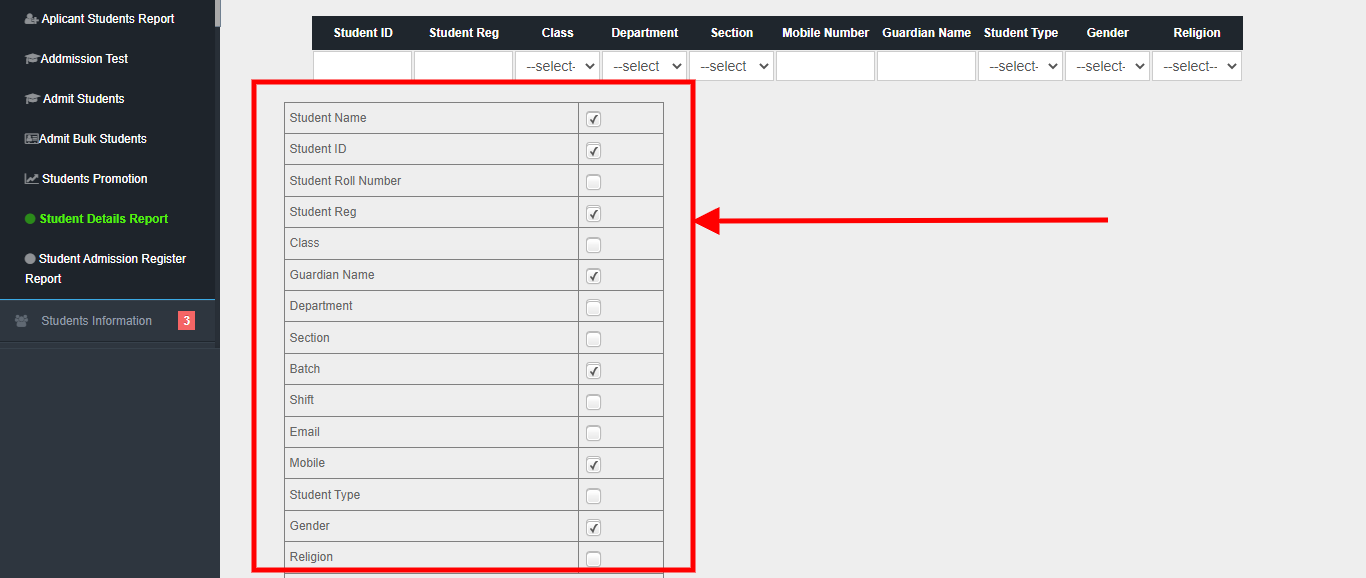 Aplicant Students Report
Addmission Test
Admit Students
Admit Bulk Students
Students Promotion
Student Details Report
Student Admission Register
Report
Students Information 3
Student ID Student Reg Class Department Section Mobile Number Guardian Name Student Type Gender Religion
--select- --select --select --select- --select- --select--
Student Name
Student ID
Student Roll Number
Student Reg
Class
Guardian Name
Department
Section
Batch
Shift
Email
Mobile
Student Type
Gender
Religion